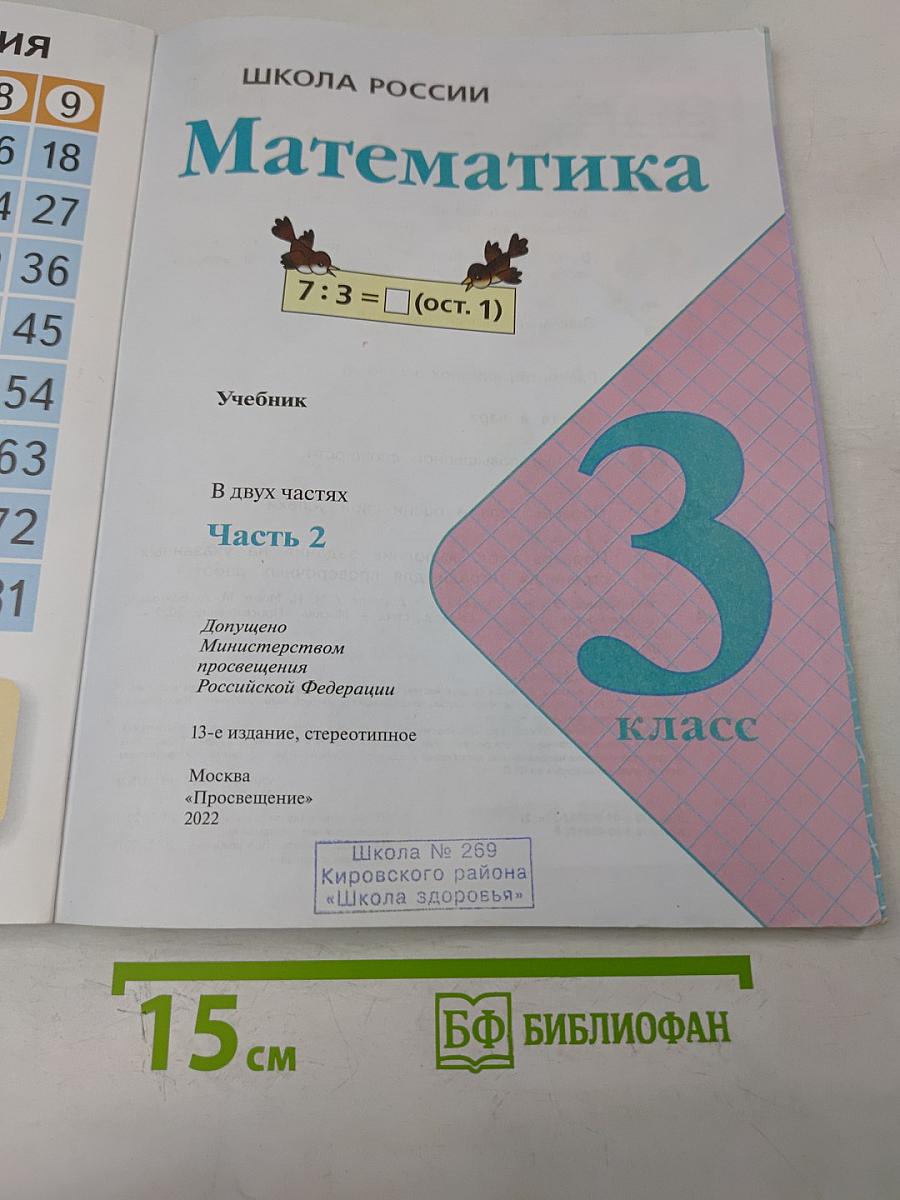 ИЯ
8 9
6 18
4 27
36
45
54
63
72
81
ШКОЛА РОССИИ
Математика
7 : 3 = (ост. 1)
Учебник
В двух частях
Часть 2
Допущено
Министерством
просвещения
Российской Федерации
13-е издание, стереотипное
Москва
«Просвещение»
2022
3
класс
Школа № 269
Кировского района
«Школа здоровья»
15 см
БФ БИБЛИОФАН